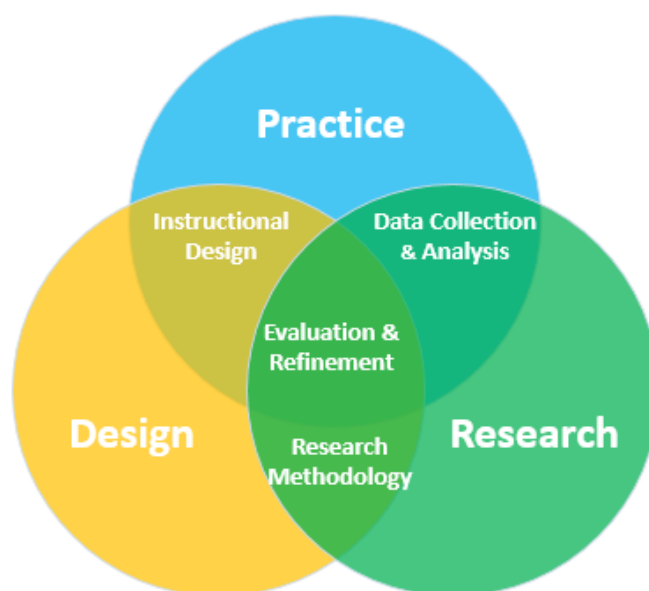 Practice
Instructional
Design
Data Collection
& Analysis
Evaluation &
Refinement
Design
Research
Research
Methodology